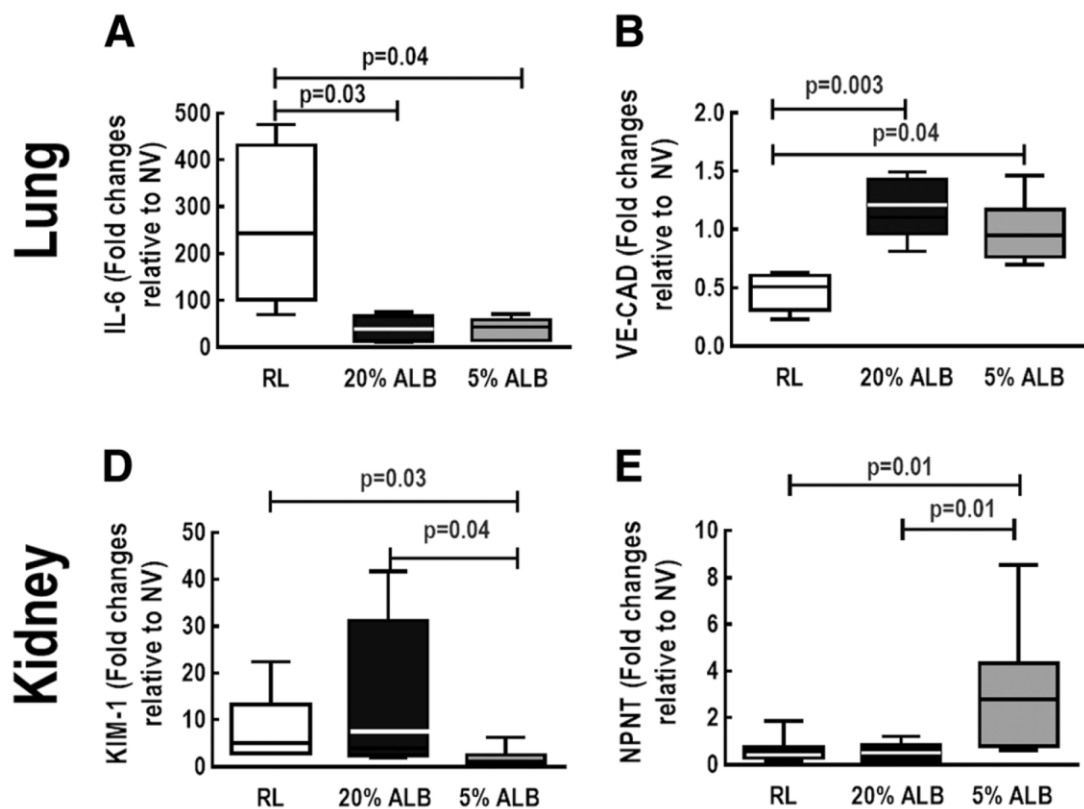 A
B
Lung
IL-6 (Fold changes
relative to NV)
p=0.04
p=0.03
500
400
300
200
100
0
RL
20% ALB
5% ALB
VE-CAD (Fold changes
relative to NV)
p=0.003
p=0.04
2.0
1.5
1.0
0.5
0.0
RL
20% ALB
5% ALB
D
E
Kidney
KIM-1 (Fold changes
relative to NV)
p=0.03
p=0.04
50
40
30
20
10
0
RL
20% ALB
5% ALB
NPNT (Fold changes
relative to NV)
p=0.01
p=0.01
10
8
6
4
2
0
RL
20% ALB
5% ALB